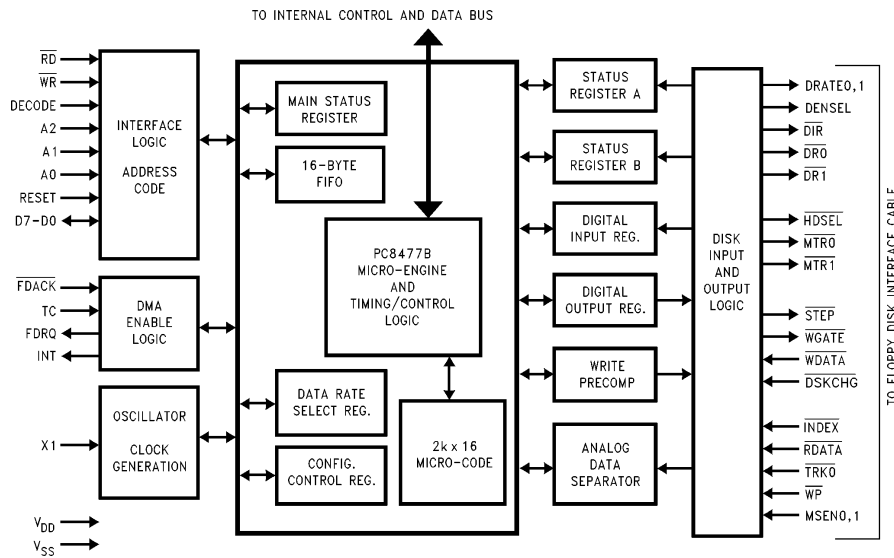 TO INTERNAL CONTROL AND DATA BUS
RD
WR
DECODE
A2
A1
A0
RESET
D7-D0
INTERFACE
LOGIC
ADDRESS
CODE
FDACK
TC
FDRQ
INT
DMA
ENABLE
LOGIC
X1
OSCILLATOR
CLOCK
GENERATION
VDD
VSS
MAIN STATUS
REGISTER
16-BYTE
FIFO
PC8477B
MICRO-ENGINE
AND
TIMING/CONTROL
LOGIC
DATA RATE
SELECT REG.
CONFIG.
CONTROL REG.
2k x 16
MICRO-CODE
STATUS
REGISTER A
STATUS
REGISTER B
DIGITAL
INPUT REG.
DIGITAL
OUTPUT REG.
WRITE
PRECOMP
ANALOG
DATA
SEPARATOR
DISK
INPUT
AND
OUTPUT
LOGIC
DRATE0,1
DENSEL
DIR
DR0
DR1
HDSEL
MTR0
MTR1
STEP
WGATE
WDATA
DSKCHG
INDEX
RDATA
TRK0
WP
MSEN0,1
TO FLOPPY DISK INTERFACE CABLE